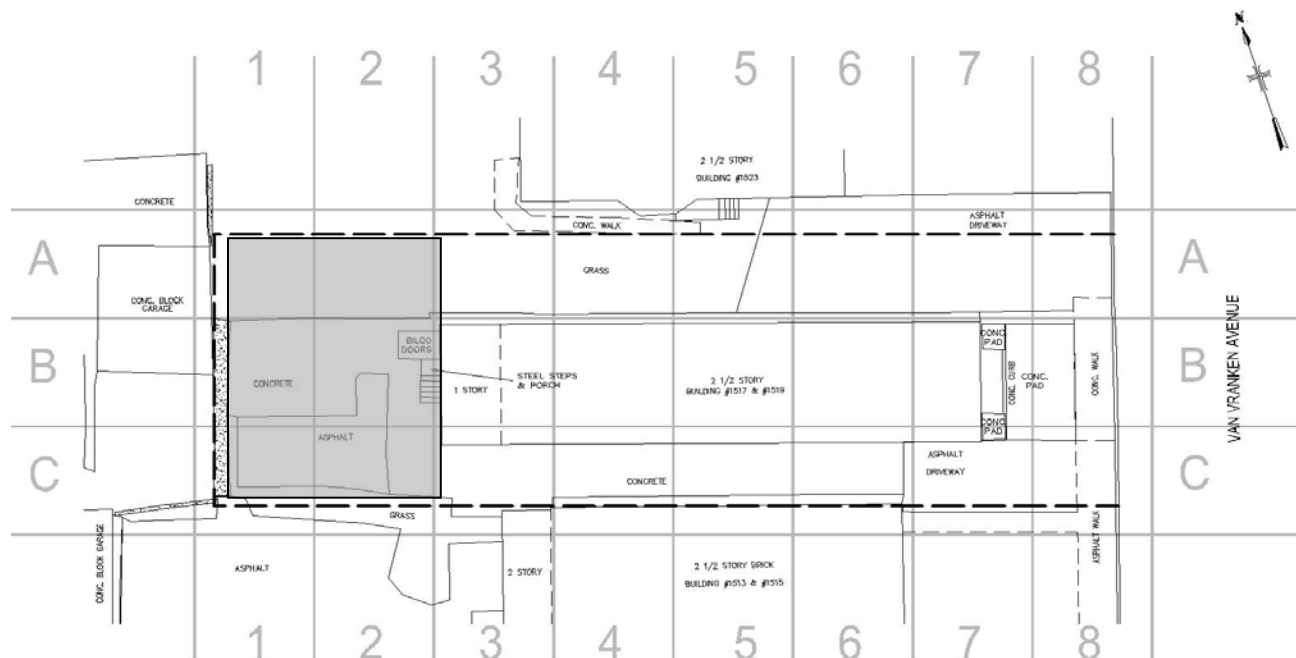 1 2 3 4 5 6 7 8
N
2 1/2 STORY
BUILDING #1523
CONCRETE
CONC. WALK
ASPHALT
DRIVEWAY
A A
GRASS
CONC. BLOCK
GARAGE
VAN VRANKEN AVENUE
B B
BILCO
DOORS
CONC
PAD
STEEL STEPS
& PORCH
CONCRETE
1 STORY
2 1/2 STORY
BUILDING #1517 & #1519
CONC. CURB
CONC.
PAD
CONC. WALK
CONC
PAD
ASPHALT
C C
ASPHALT
DRIVEWAY
CONCRETE
GRASS
ASPHALT WALK
CONC. BLOCK GARAGE
ASPHALT
2 STORY
2 1/2 STORY BRICK
BUILDING #1513 & #1515
1 2 3 4 5 6 7 8